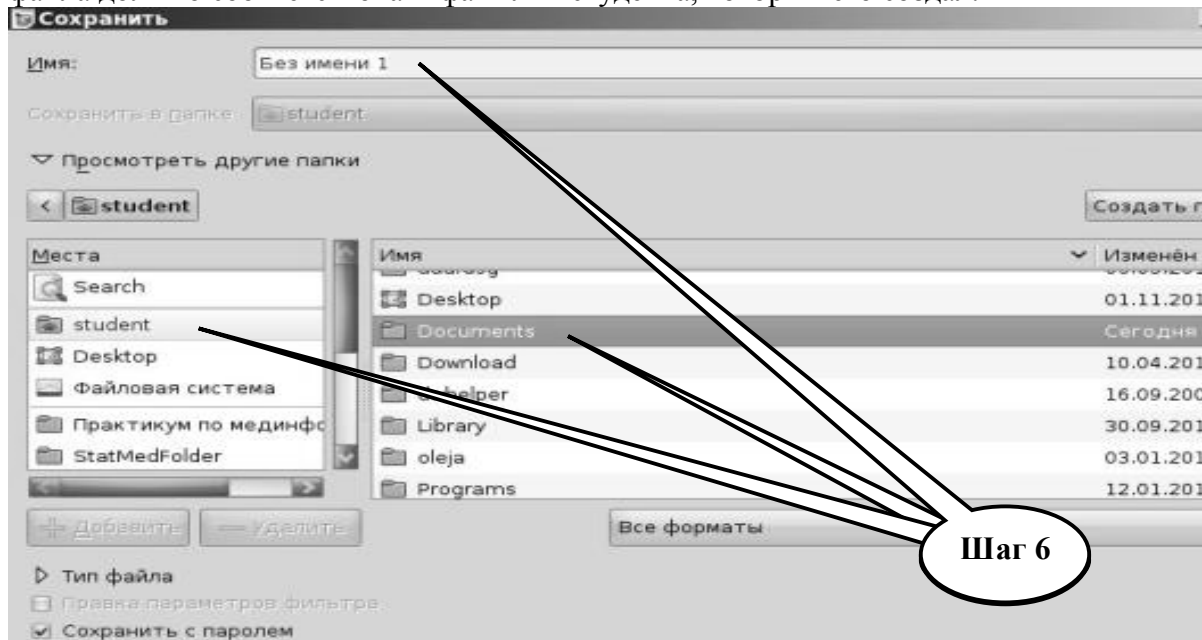 Сохранить
Имя: Без имени 1
Сохранить в папке: student
Просмотреть другие папки
< student Создать п
Места Имя Изменён
Search
Desktop 01.11.201
student Documents Сегодня
Desktop Download 10.04.201
Файловая система 16.09.200
Практикум по мединфо Library 30.09.201
StatMedFolder oleja 03.01.201
Programs 12.01.201
Добавить Удалить Все форматы
Шаг 6
Тип файла
Правка параметров фильтра
Сохранить с паролем